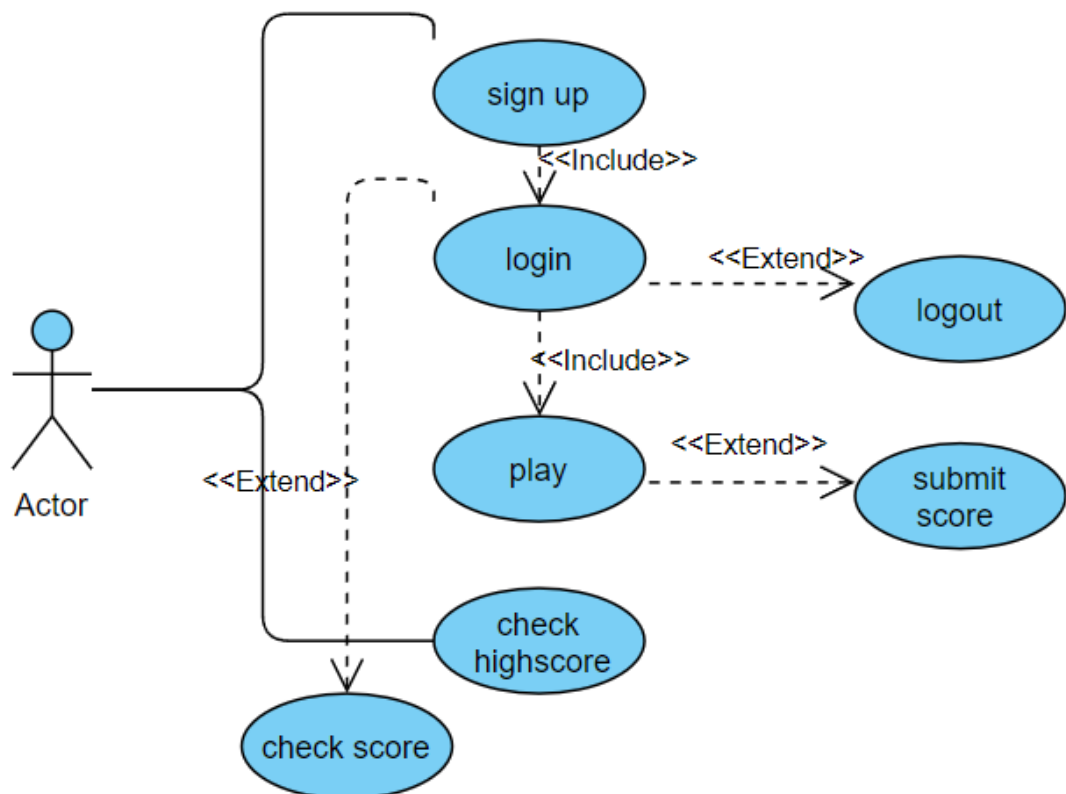 sign up
<<Include>>
login
<<Extend>>
logout
<<Include>>
play
<<Extend>>
submit
score
<<Extend>>
Actor
check
highscore
check score